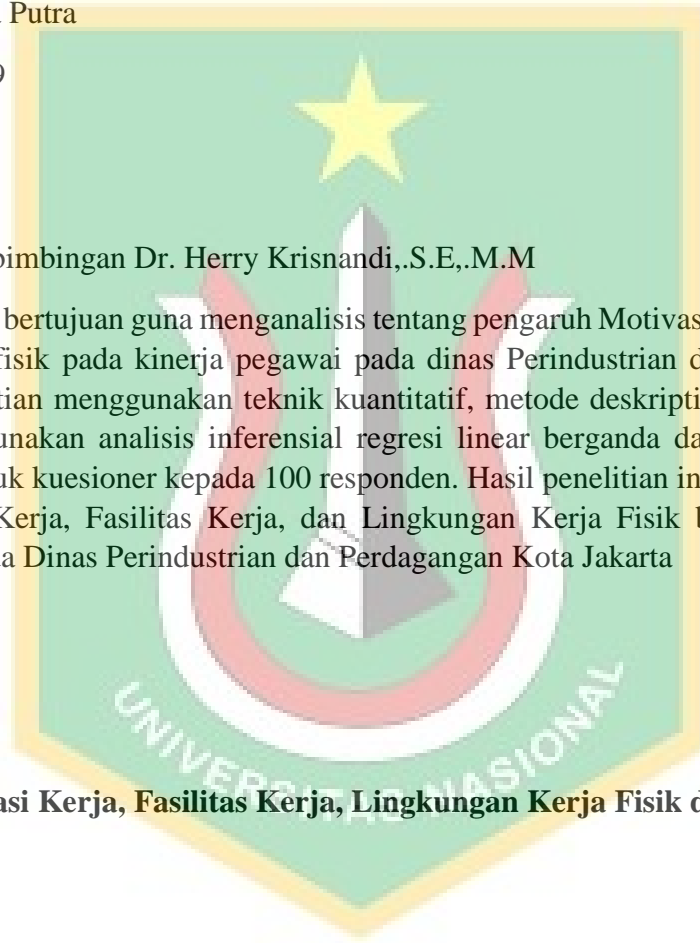 Putra
9
bimbingan Dr. Herry Krisnandi,.S.E,.M.M
bertujuan guna menganalisis tentang pengaruh Motivas
fisik pada kinerja pegawai pada dinas Perindustrian d
tian menggunakan teknik kuantitatif, metode deskripti
unakan analisis inferensial regresi linear berganda da
uk kuesioner kepada 100 responden. Hasil penelitian in
Kerja, Fasilitas Kerja, dan Lingkungan Kerja Fisik b
a Dinas Perindustrian dan Perdagangan Kota Jakarta
UNIVERSITAS NASIONAL
asi Kerja, Fasilitas Kerja, Lingkungan Kerja Fisik d